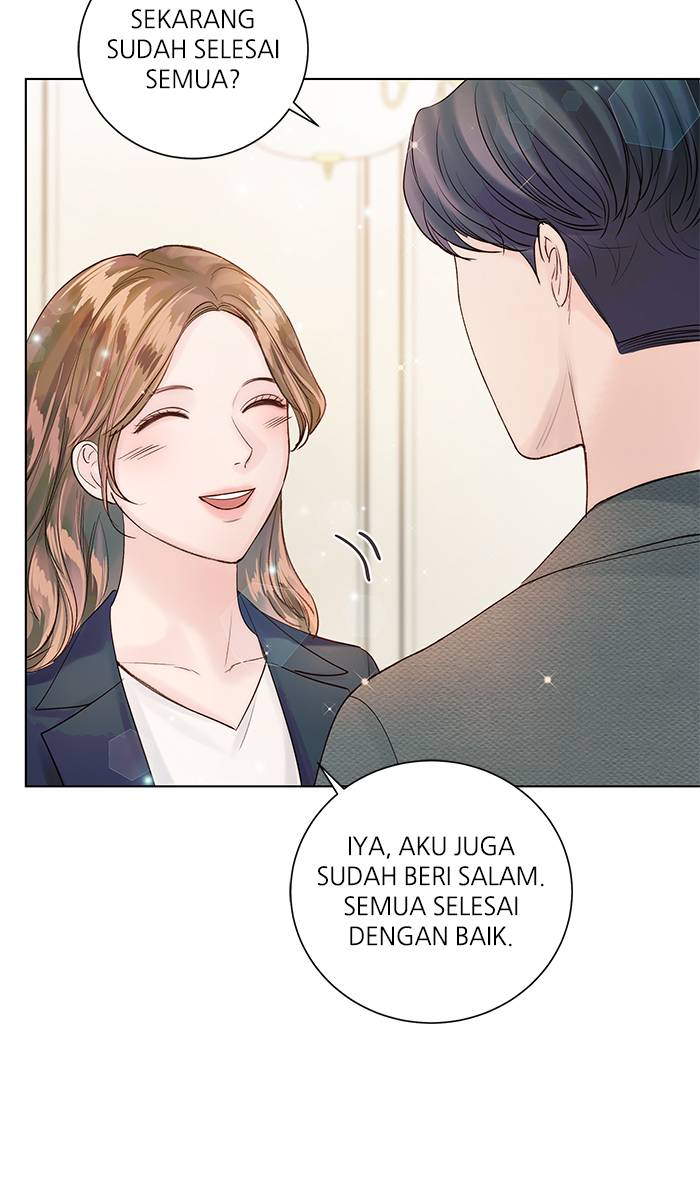 SEKARANG
SUDAH SELESAI
SEMUA?
IYA, AKU JUGA
SUDAH BERI SALAM.
SEMUA SELESAI
DENGAN BAIK.